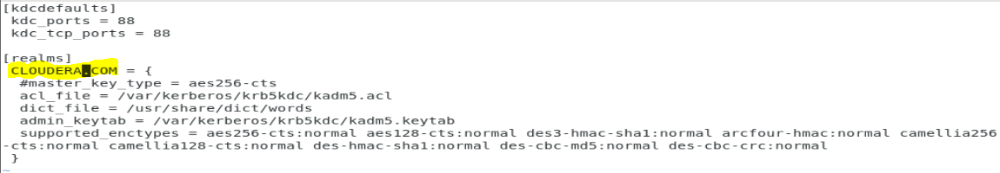 [kdcdefaults]
kdc_ports = 88
kdc_tcp_ports = 88
[realms]
CLOUDERA.COM = {
#master_key_type = aes256-cts
acl_file = /var/kerberos/krb5kdc/kadm5.acl
dict_file = /usr/share/dict/words
admin_keytab = /var/kerberos/krb5kdc/kadm5.keytab
supported_enctypes = aes256-cts:normal aes128-cts:normal des3-hmac-sha1:normal arcfour-hmac:normal camellia256
-cts:normal camellia128-cts:normal des-hmac-sha1:normal des-cbc-md5:normal des-cbc-crc:normal
}
~